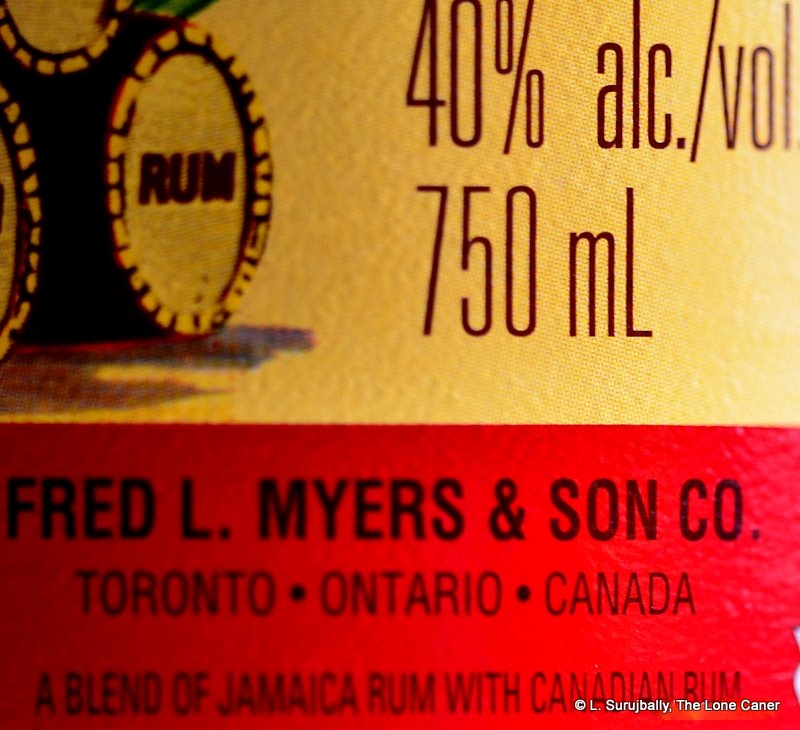 40% alc./vol.
RUM
750 mL
FRED L. MYERS & SON CO.
TORONTO • ONTARIO • CANADA
A BLEND OF JAMAICA RUM WITH CANADIAN RUM
© L. Surujbally, The Lone Caner